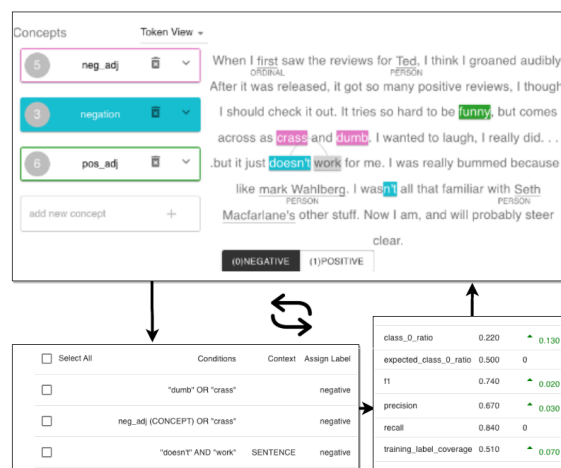 Concepts
Token View
5 neg_adj
3 negation
6 pos_adj
add new concept +
When I first saw the reviews for Ted, I think I groaned audibly
ORDINAL PERSON
After it was released, it got so many positive reviews, I though
I should check it out. It tries so hard to be funny, but comes
across as crass and dumb. I wanted to laugh, I really did. . .
.but it just doesn't work for me. I was really bummed because
like mark Wahlberg. I wasn't all that familiar with Seth
PERSON PERSON
Macfarlane's other stuff. Now I am, and will probably steer
clear.
(0)NEGATIVE (1)POSITIVE
Select All Conditions Context Assign Label
"dumb" OR "crass" negative
neg_adj (CONCEPT) OR "crass" negative
"doesn't" AND "work" SENTENCE negative
class_0_ratio 0.220 0.130
expected_class_0_ratio 0.500 0
f1 0.740 0.020
precision 0.670 0.030
recall 0.840 0
training_label_coverage 0.510 0.070